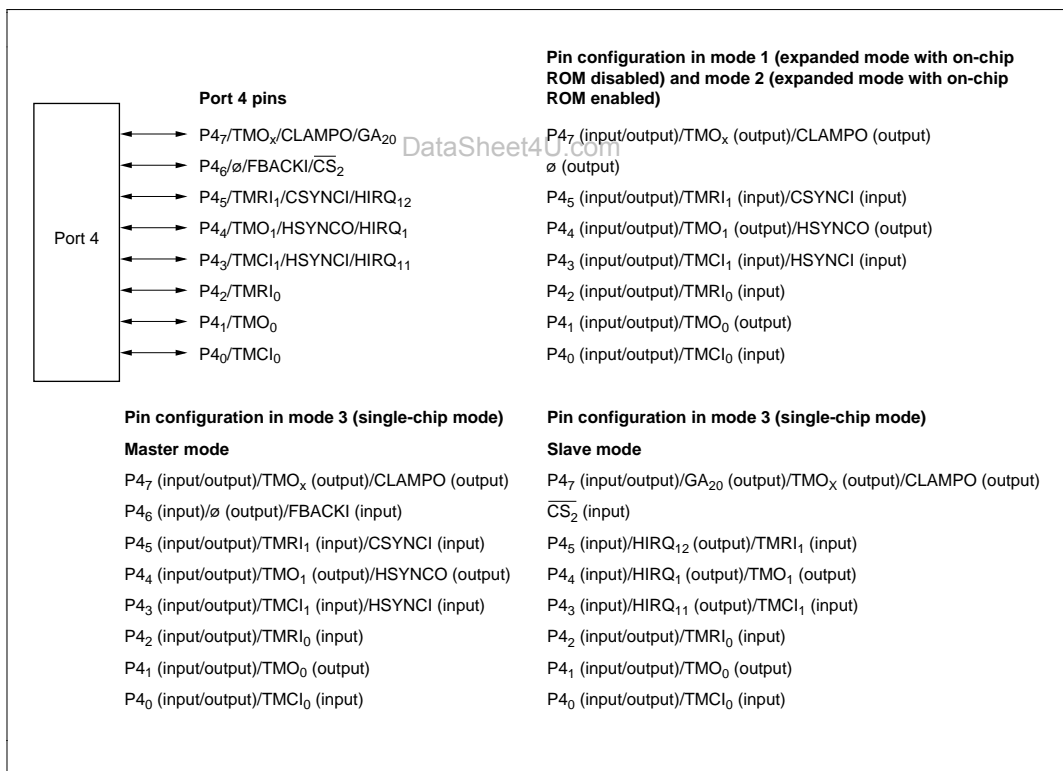 Pin configuration in mode 1 (expanded mode with on-chip
ROM disabled) and mode 2 (expanded mode with on-chip
ROM enabled)
Port 4 pins
Port 4
P4₇/TMOₓ/CLAMPO/GA₂₀
P4₆/ø/FBACKI/C̅S̅₂
P4₅/TMRI₁/CSYNCI/HIRQ₁₂
P4₄/TMO₁/HSYNCO/HIRQ₁
P4₃/TMCI₁/HSYNCI/HIRQ₁₁
P4₂/TMRI₀
P4₁/TMO₀
P4₀/TMCI₀
DataSheet4U.com
P4₇ (input/output)/TMOₓ (output)/CLAMPO (output)
ø (output)
P4₅ (input/output)/TMRI₁ (input)/CSYNCI (input)
P4₄ (input/output)/TMO₁ (output)/HSYNCO (output)
P4₃ (input/output)/TMCI₁ (input)/HSYNCI (input)
P4₂ (input/output)/TMRI₀ (input)
P4₁ (input/output)/TMO₀ (output)
P4₀ (input/output)/TMCI₀ (input)
Pin configuration in mode 3 (single-chip mode)
Master mode
P4₇ (input/output)/TMOₓ (output)/CLAMPO (output)
P4₆ (input)/ø (output)/FBACKI (input)
P4₅ (input/output)/TMRI₁ (input)/CSYNCI (input)
P4₄ (input/output)/TMO₁ (output)/HSYNCO (output)
P4₃ (input/output)/TMCI₁ (input)/HSYNCI (input)
P4₂ (input/output)/TMRI₀ (input)
P4₁ (input/output)/TMO₀ (output)
P4₀ (input/output)/TMCI₀ (input)
Pin configuration in mode 3 (single-chip mode)
Slave mode
P4₇ (input/output)/GA₂₀ (output)/TMOX (output)/CLAMPO (output)
C̅S̅₂ (input)
P4₅ (input)/HIRQ₁₂ (output)/TMRI₁ (input)
P4₄ (input)/HIRQ₁ (output)/TMO₁ (output)
P4₃ (input)/HIRQ₁₁ (output)/TMCI₁ (input)
P4₂ (input/output)/TMRI₀ (input)
P4₁ (input/output)/TMO₀ (output)
P4₀ (input/output)/TMCI₀ (input)